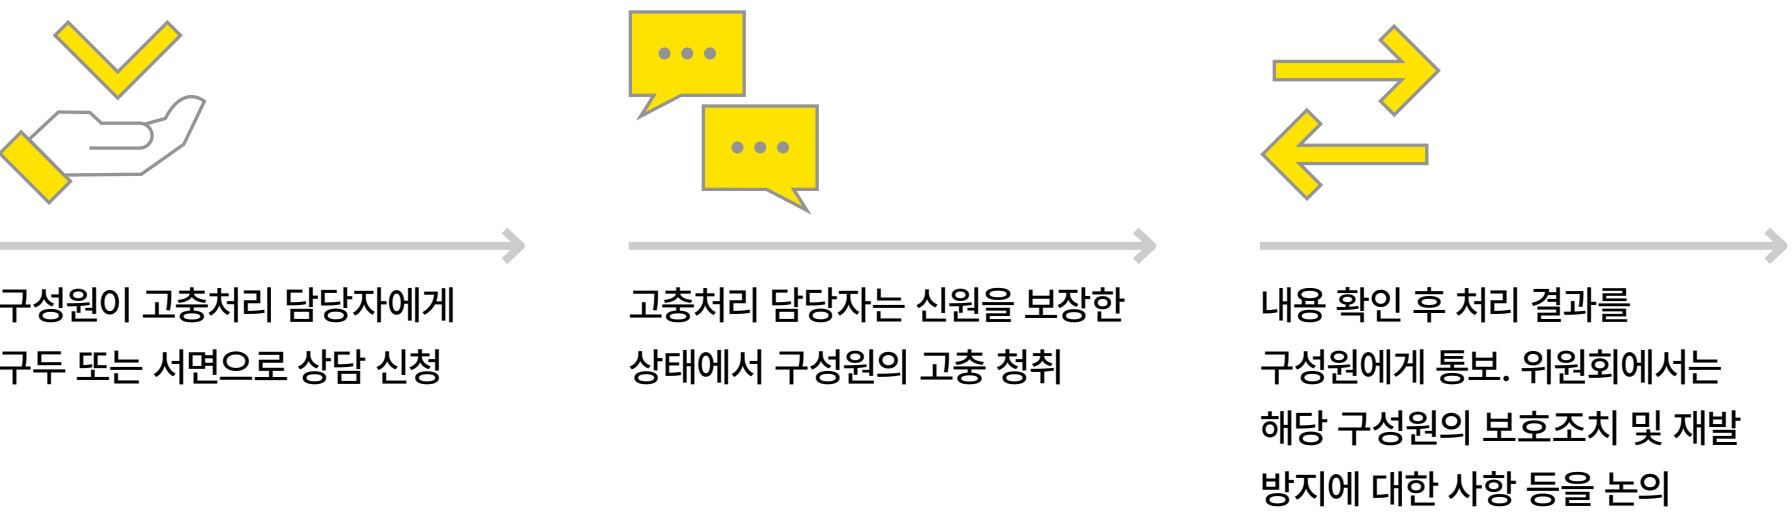 구성원이 고충처리 담당자에게
구두 또는 서면으로 상담 신청
고충처리 담당자는 신원을 보장한
상태에서 구성원의 고충 청취
내용 확인 후 처리 결과를
구성원에게 통보. 위원회에서는
해당 구성원의 보호조치 및 재발
방지에 대한 사항 등을 논의